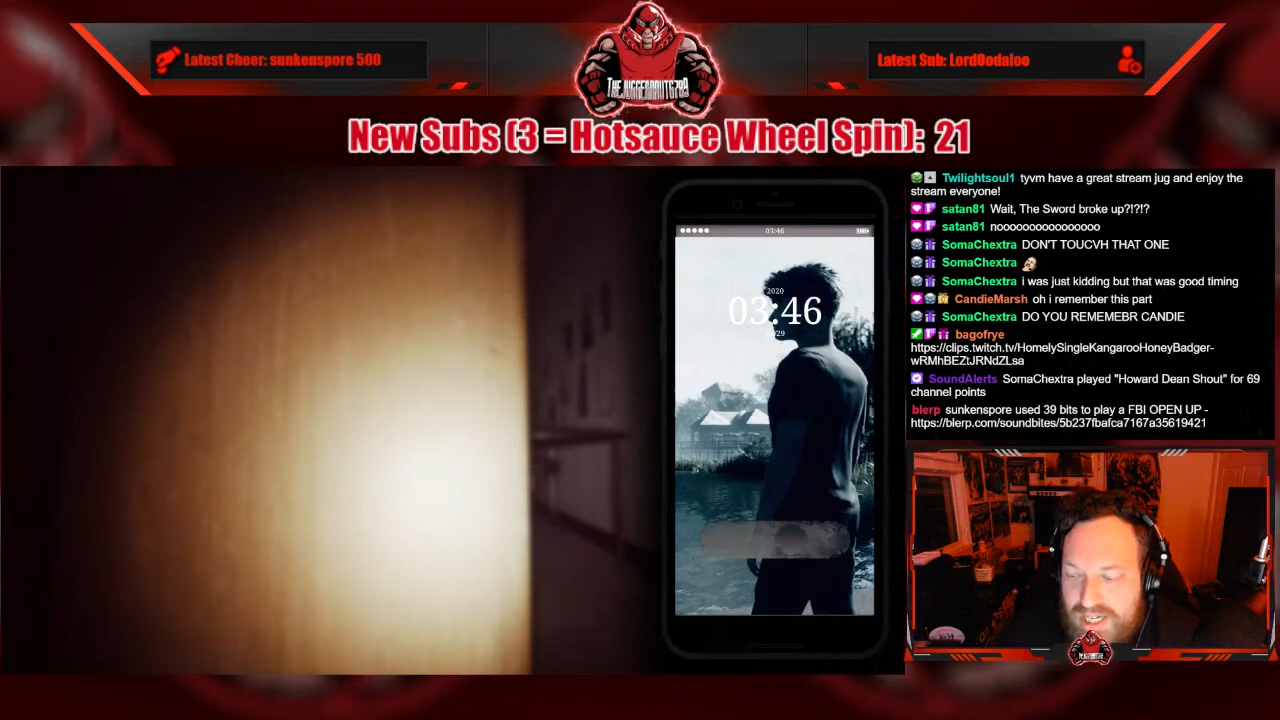 Latest Cheer: sunkenspore 500
THEJUGGERNAUT6789
Latest Sub: LordOodaloo
New Subs (3 = Hotsauce Wheel Spin): 21
03:46
2020
03:46
Twilightsoul1 tyvm have a great stream jug and enjoy the
stream everyone!
satan81 Wait, The Sword broke up?!?!?
satan81 noooooooooooooooo
SomaChextra DON'T TOUCVH THAT ONE
SomaChextra
SomaChextra i was just kidding but that was good timing
CandieMarsh oh i remember this part
SomaChextra DO YOU REMEMEBR CANDIE
bagofrye
https://clips.twitch.tv/HomelySingleKangarooHoneyBadger-
wRMhBEZtJRNdZLsa
SoundAlerts SomaChextra played "Howard Dean Shout" for 69
channel points
blerp sunkenspore used 39 bits to play a FBI OPEN UP -
https://blerp.com/soundbites/5b237fbafca7167a35619421